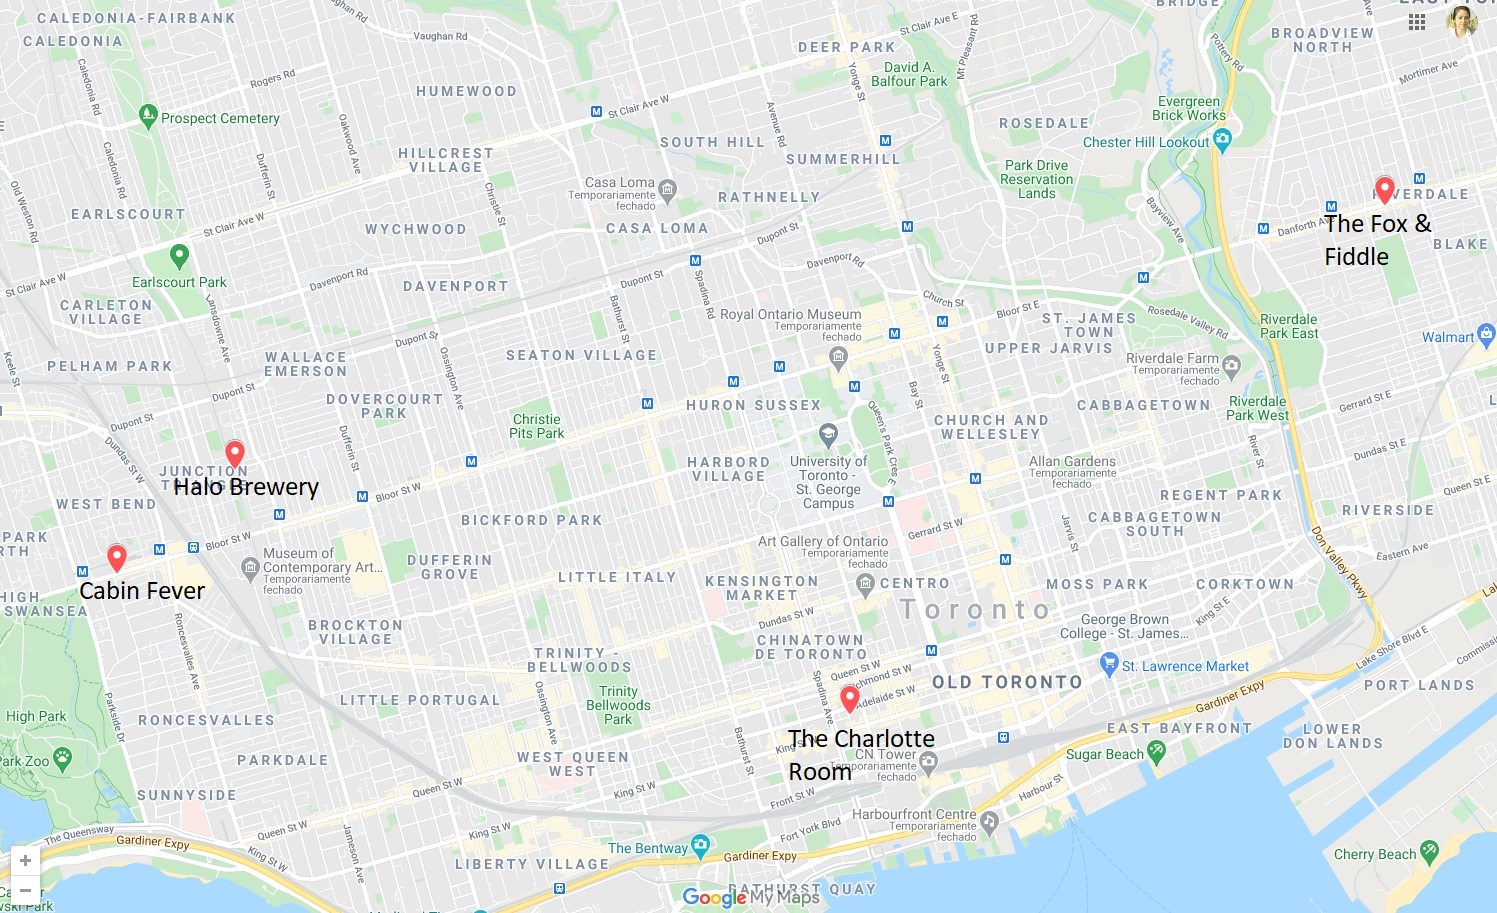 CALEDONIA-FAIRBANK
CALEDONIA
Vaughan Rd
St Clair Ave E
DEER PARK
Mt Pleasant Rd
BRIDGE
BROADVIEW
NORTH
Caledonia Rd
Rogers Rd
HUMEWOOD
Yonge St
David A.
Balfour Park
Pottery Rd
Mortimer Ave
Prospect Cemetery
Oakwood Ave
St Clair Ave W
Avenue Rd
ROSEDALE
Evergreen
Brick Works
Chester Hill Lookout
HILLCREST
VILLAGE
SOUTH HILL
SUMMERHILL
Caledonia Rd
Dufferin St
Christie St
Casa Loma
Temporariamente
fechado
RATHNELLY
Park Drive
Reservation
Lands
Old Weston Rd
EARLSCOURT
St Clair Ave W
WYCHWOOD
CASA LOMA
Dupont St
Bayview Ave
Danforth Ave
The Fox &
Fiddle
BLAKE
St Clair Ave W
Earlscourt Park
Davenport Rd
DAVENPORT
Dupont St
Spadina Rd
Davenport Rd
CARLETON
VILLAGE
Lansdowne Ave
Bathurst St
Royal Ontario Museum
Temporariamente
fechado
Church St
Bloor St E
ST. JAMES
TOWN
Rosedale Valley Rd
Riverdale
Park East
Walmart
Keele St
PELHAM PARK
WALLACE
EMERSON
Dupont St
Ossington Ave
SEATON VILLAGE
Yonge St
UPPER JARVIS
Riverdale Farm
Temporariamente
fechado
Dupont St
Dupont St
DOVERCOURT
PARK
Christie
Pits Park
HURON SUSSEX
Bay St
Queen's Park Cres E
CHURCH AND
WELLESLEY
CABBAGETOWN
Riverdale
Park West
Gerrard St E
Dundas St W
Dufferin St
Halo Brewery
Bloor St W
HARBORD
VILLAGE
University of
Toronto -
St. George
Campus
Allan Gardens
Temporariamente
fechado
River St
Dundas St E
WEST BEND
Queen St E
REGENT PARK
RIVERSIDE
BICKFORD PARK
Gerrard St W
Jarvis St
CABBAGETOWN
SOUTH
Bloor St W
Museum of
Contemporary Art...
Temporariamente
fechado
DUFFERIN
GROVE
LITTLE ITALY
Art Gallery of Ontario
Temporariamente
fechado
Don Valley Pkwy
Eastern Ave
Cabin Fever
KENSINGTON
MARKET
CENTRO
MOSS PARK
CORKTOWN
SWANSEA
Roncesvalles Ave
BROCKTON
VILLAGE
Dundas St W
Toronto
George Brown
College - St. James...
King St E
Lake Shore Blvd E
TRINITY -
BELLWOODS
CHINATOWN
DE TORONTO
Queen St W
St. Lawrence Market
Parkside Dr
LITTLE PORTUGAL
Ossington Ave
Trinity
Bellwoods
Park
Spadina Ave
Adelaide St W
OLD TORONTO
Gardiner Expy
PORT LANDS
High Park
RONCESVALLES
The Charlotte
Room
EAST BAYFRONT
LOWER
DON LANDS
PARKDALE
WEST QUEEN
WEST
Bathurst St
CN Tower
Temporariamente
fechado
Sugar Beach
SUNNYSIDE
Queen St W
King St W
Front St W
Harbour St
The Queensway
Gardiner Expy
Queen St W
King St W
King St W
James
Fort York Blvd
Harbourfront Centre
Temporariamente
fechado
The Bentway
Gardiner Expy
Cherry Beach
LIBERTY VILLAGE
BATHURST QUAY
Google My Maps